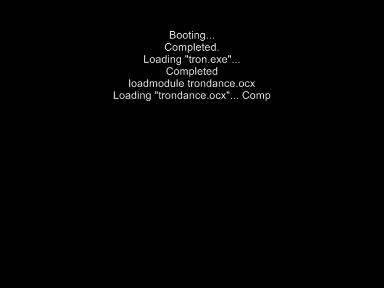 Booting...
Completed.
Loading "tron.exe"...
Completed
loadmodule trondance.ocx
Loading "trondance.ocx"... Comp